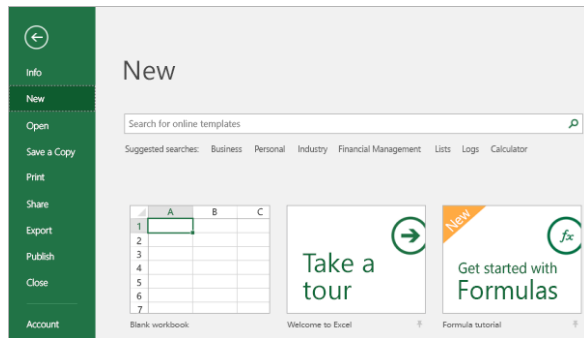 Info
New
Open
Save a Copy
Print
Share
Export
Publish
Close
Account
New
Search for online templates
Suggested searches: Business Personal Industry Financial Management Lists Logs Calculator
A B C
1
2
3
4
5
6
7
Blank workbook
Take a
tour
Welcome to Excel
New
fx
Get started with
Formulas
Formula tutorial